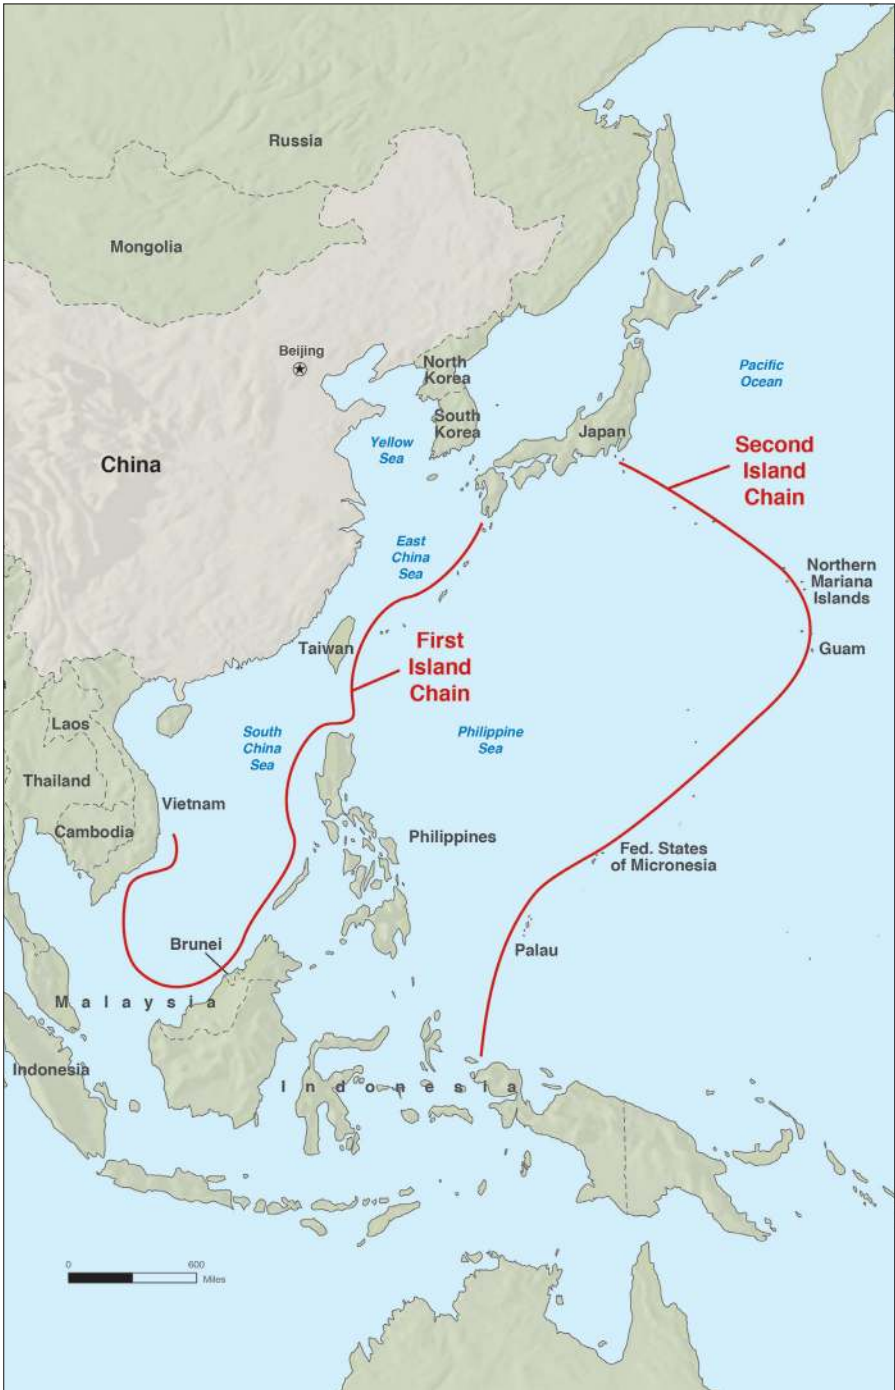 Russia
Mongolia
Beijing
North
Korea
Pacific
Ocean
South
Korea
Japan
Yellow
Sea
Second
Island
Chain
China
East
China
Sea
Northern
Mariana
Islands
Taiwan
First
Island
Chain
Guam
Laos
South
China
Sea
Philippine
Sea
Thailand
Vietnam
Cambodia
Philippines
Fed. States
of Micronesia
Brunei
Palau
Malaysia
Indonesia
Indonesia
0 600
Miles